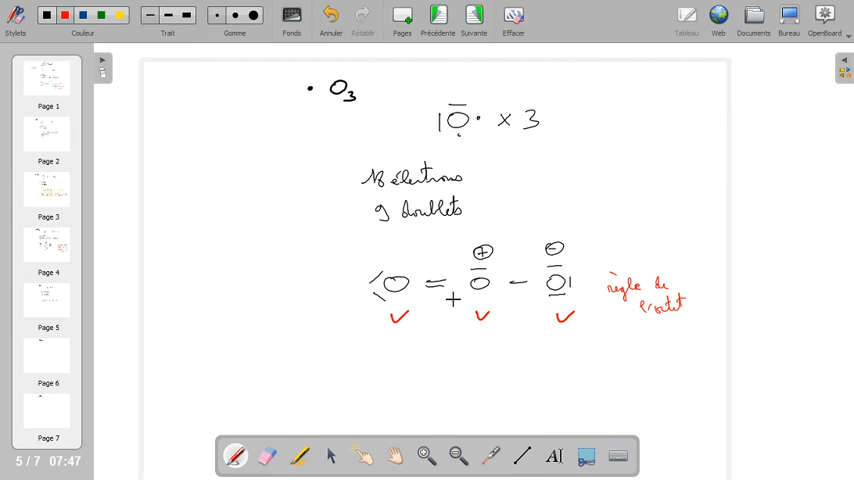 Stylets
Couleur
Trait
Gomme
Fonds
Annuler
Rétablir
Pages
Précédente
Suivante
Effacer
Tableau
Web
Documents
Bureau
OpenBoard
Page 1
Page 2
Page 3
Page 4
Page 5
Page 6
Page 7
5 / 7 07:47
• O₃
|O̅• × 3
18 électrons
9 doublets
⊕ ⊖
O = O - O|
règle de
l'octet
✓ ✓ ✓
AI